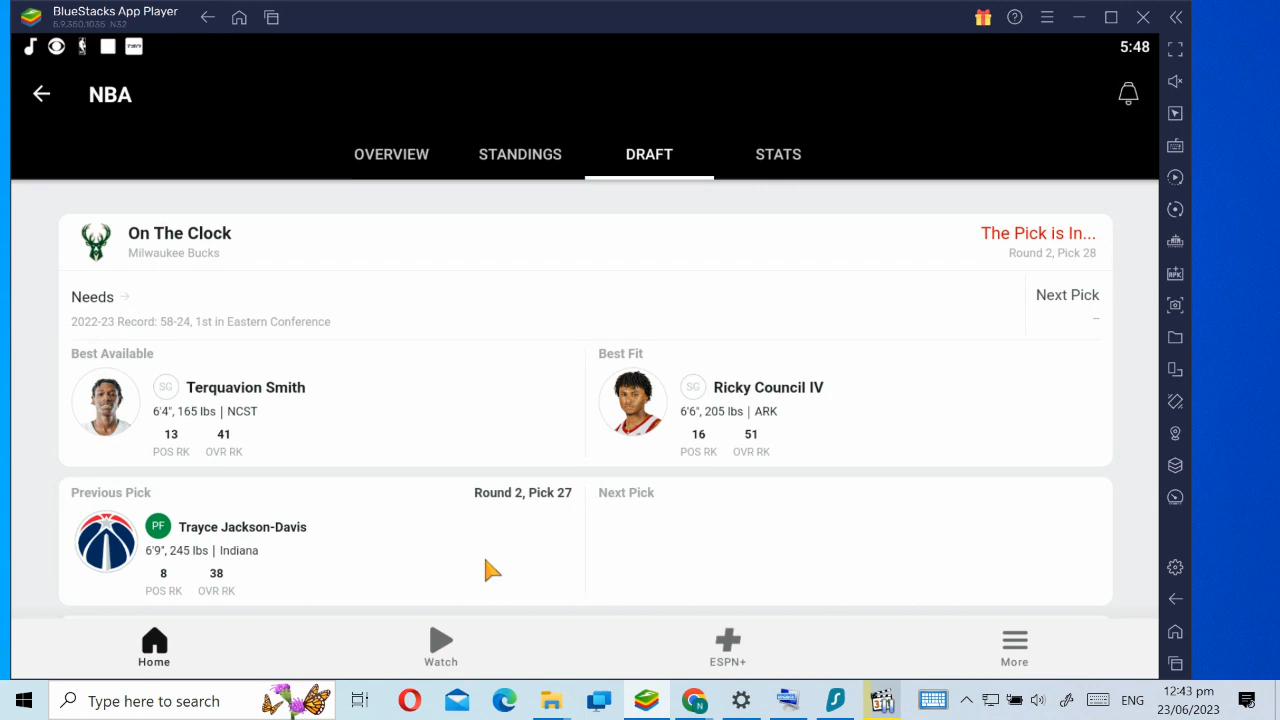 BlueStacks App Player
5.9.350.1035 N32
5:48
NBA
OVERVIEW STANDINGS DRAFT STATS
On The Clock
Milwaukee Bucks
The Pick is In...
Round 2, Pick 28
Needs
2022-23 Record: 58-24, 1st in Eastern Conference
Next Pick
--
Best Available
SG Terquavion Smith
6'4", 165 lbs | NCST
13 41
POS RK OVR RK
Best Fit
SG Ricky Council IV
6'6", 205 lbs | ARK
16 51
POS RK OVR RK
Previous Pick Round 2, Pick 27
PF Trayce Jackson-Davis
6'9", 245 lbs | Indiana
8 38
POS RK OVR RK
Next Pick
Home Watch ESPN+ More
Type here to search
ENG
12:43 pm
23/06/2023